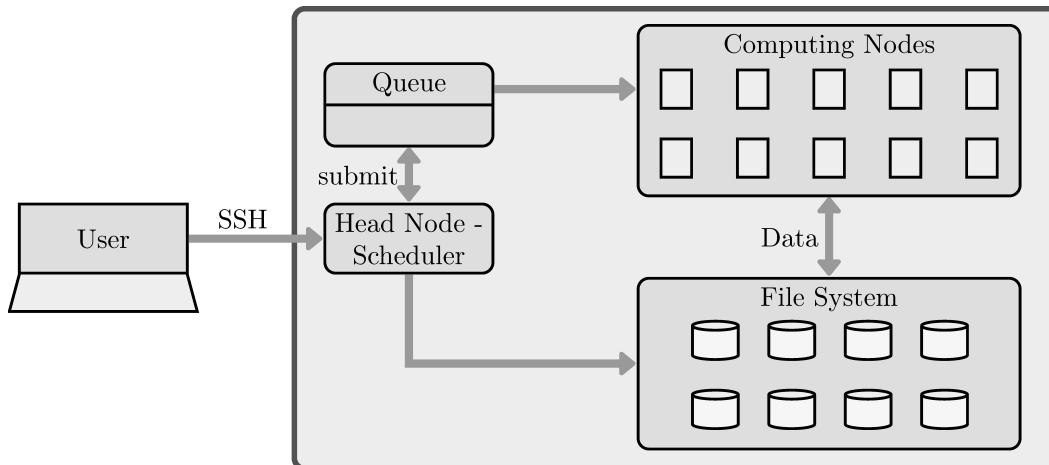 Computing Nodes
Queue
submit
SSH
User
Head Node -
Scheduler
Data
File System